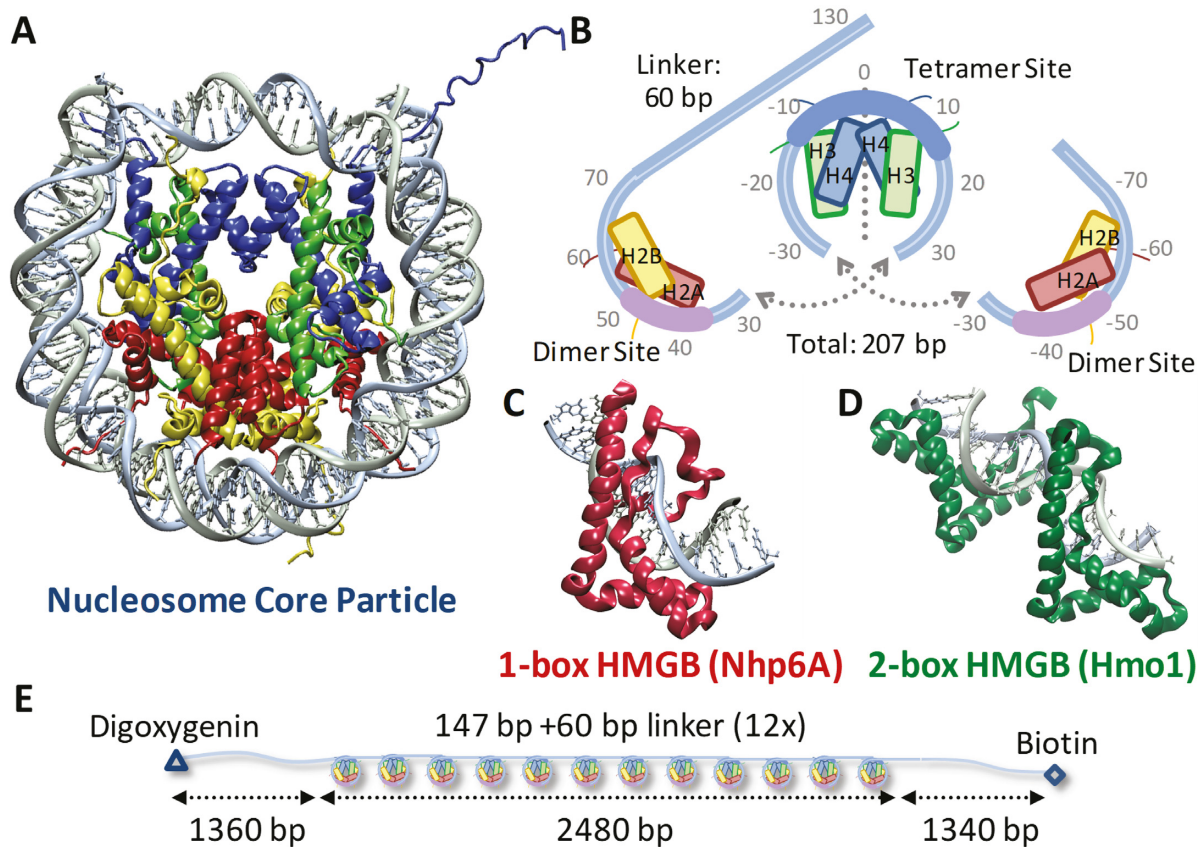 A
Nucleosome Core Particle
B
130
Linker:
60 bp
0
Tetramer Site
-10
10
H3
H4
H4
H3
-20
20
-30
30
70
60
50
40
30
H2B
H2A
Dimer Site
-70
-60
-50
-40
-30
H2B
H2A
Dimer Site
Total: 207 bp
C
1-box HMGB (Nhp6A)
D
2-box HMGB (Hmo1)
E
Digoxygenin
147 bp +60 bp linker (12x)
Biotin
1360 bp
2480 bp
1340 bp